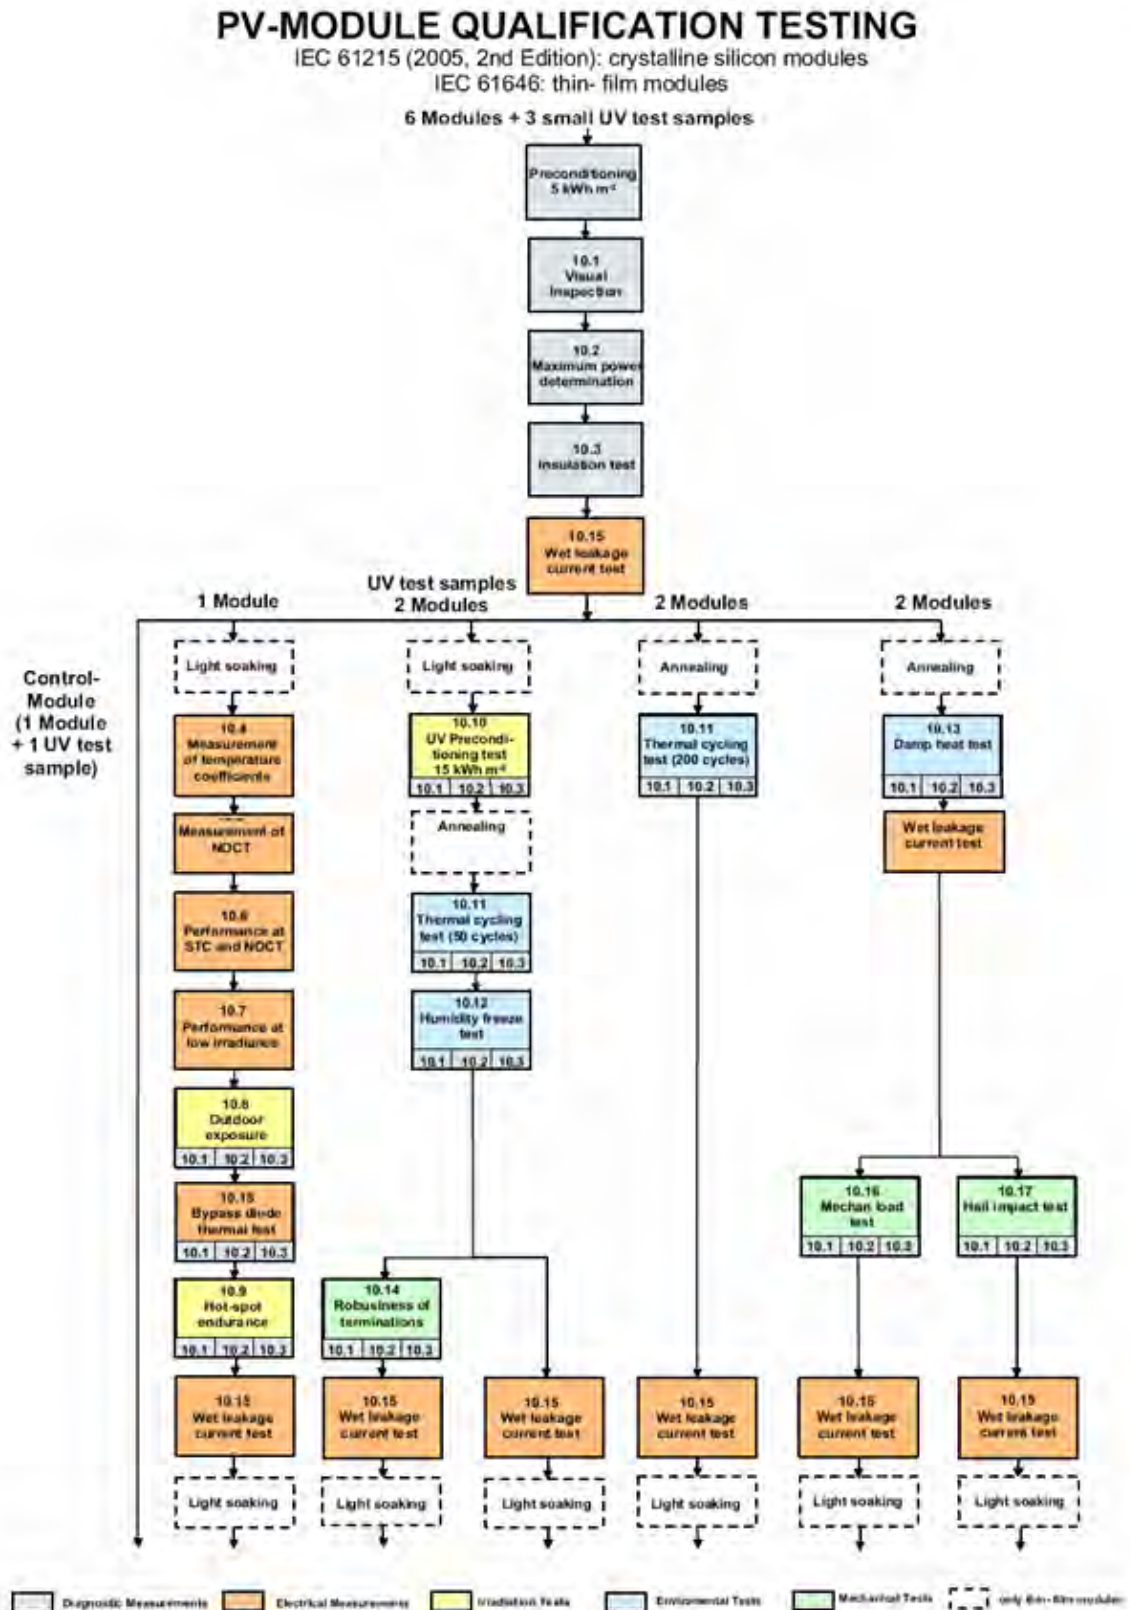 PV-MODULE QUALIFICATION TESTING
IEC 61215 (2005, 2nd Edition): crystalline silicon modules
IEC 61646: thin- film modules
6 Modules + 3 small UV test samples
Preconditioning
5 kWh m⁻²
10.1
Visual
Inspection
10.2
Maximum power
determination
10.3
Insulation test
10.15
Wet leakage
current test
Control-
Module
(1 Module
+ 1 UV test
sample)
1 Module
Light soaking
10.4
Measurement
of temperature
coefficients
Measurement of
NOCT
10.6
Performance at
STC and NOCT
10.7
Performance at
low irradiance
10.8
Outdoor
exposure
10.1 10.2 10.3
10.18
Bypass diode
thermal test
10.1 10.2 10.3
10.9
Hot-spot
endurance
10.1 10.2 10.3
10.15
Wet leakage
current test
Light soaking
UV test samples
2 Modules
Light soaking
10.10
UV Precondi-
tioning test
15 kWh m⁻²
10.1 10.2 10.3
Annealing
10.11
Thermal cycling
test (50 cycles)
10.1 10.2 10.3
10.12
Humidity freeze
test
10.1 10.2 10.3
10.14
Robustness of
terminations
10.1 10.2 10.3
10.15
Wet leakage
current test
Light soaking
10.15
Wet leakage
current test
Light soaking
2 Modules
Annealing
10.11
Thermal cycling
test (200 cycles)
10.1 10.2 10.3
10.15
Wet leakage
current test
Light soaking
2 Modules
Annealing
10.13
Damp heat test
10.1 10.2 10.3
Wet leakage
current test
10.16
Mechan load
test
10.1 10.2 10.3
10.15
Wet leakage
current test
Light soaking
10.17
Hail impact test
10.1 10.2 10.3
10.15
Wet leakage
current test
Light soaking
Diagnostic Measurements
Electrical Measurements
Irradiation Tests
Enviromental Tests
Mechanical Tests
only thin- film modules